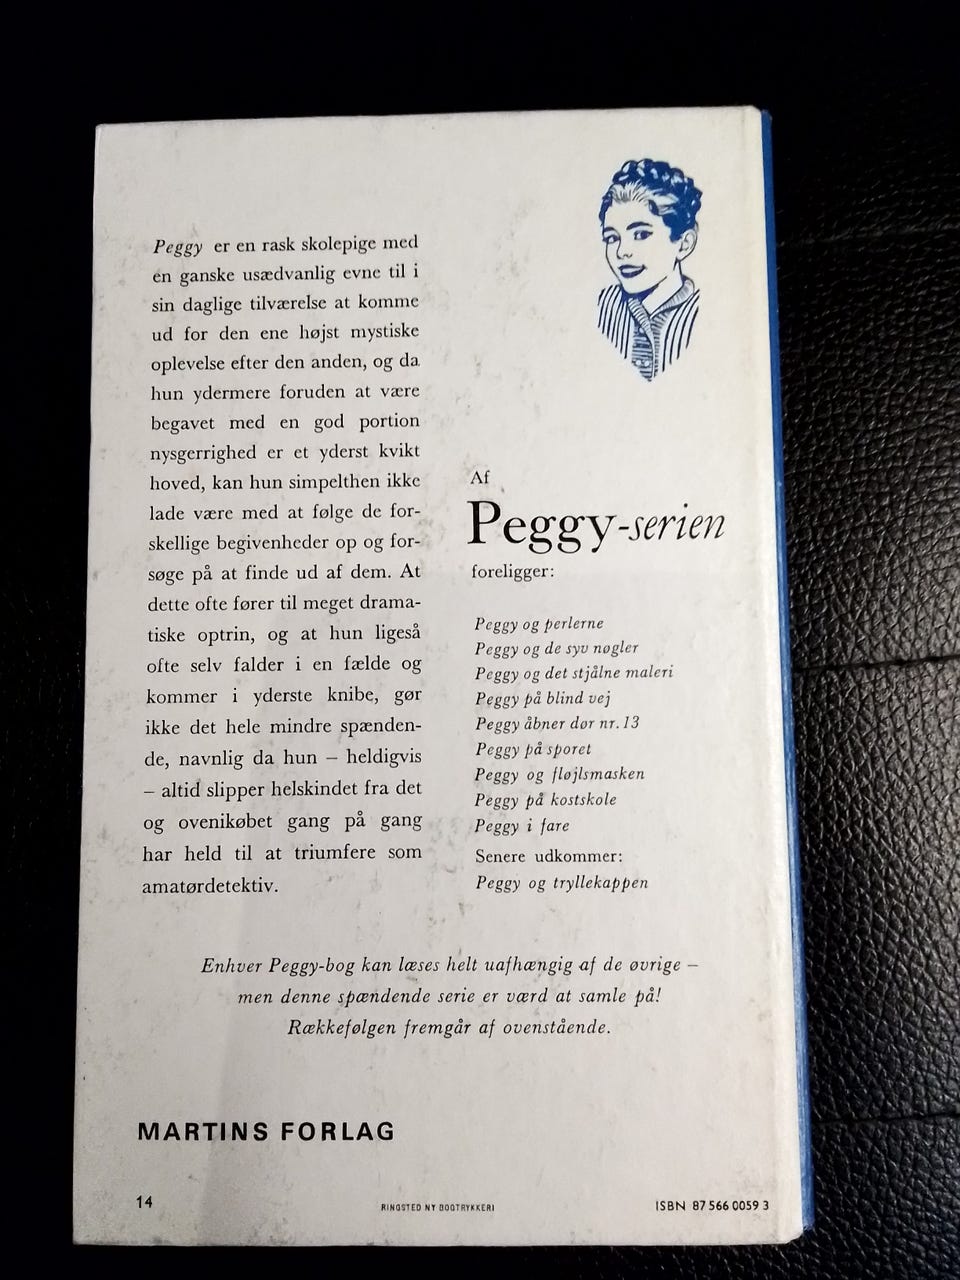 Peggy er en rask skolepige med
en ganske usædvanlig evne til i
sin daglige tilværelse at komme
ud for den ene højst mystiske
oplevelse efter den anden, og da
hun ydermere foruden at være
begavet med en god portion
nysgerrighed er et yderst kvikt
hoved, kan hun simpelthen ikke
lade være med at følge de for-
skellige begivenheder op og for-
søge på at finde ud af dem. At
dette ofte fører til meget drama-
tiske optrin, og at hun ligeså
ofte selv falder i en fælde og
kommer i yderste knibe, gør
ikke det hele mindre spænden-
de, navnlig da hun – heldigvis
– altid slipper helskindet fra det
og ovenikøbet gang på gang
har held til at triumfere som
amatørdetektiv.
Af
Peggy-serien
foreligger:
Peggy og perlerne
Peggy og de syv nøgler
Peggy og det stjålne maleri
Peggy på blind vej
Peggy åbner dør nr. 13
Peggy på sporet
Peggy og fløjlsmasken
Peggy på kostskole
Peggy i fare
Senere udkommer:
Peggy og tryllekappen
Enhver Peggy-bog kan læses helt uafhængig af de øvrige –
men denne spændende serie er værd at samle på!
Rækkefølgen fremgår af ovenstående.
MARTINS FORLAG
14
RINGSTED NY BOGTRYKKERI
ISBN 87 566 0059 3